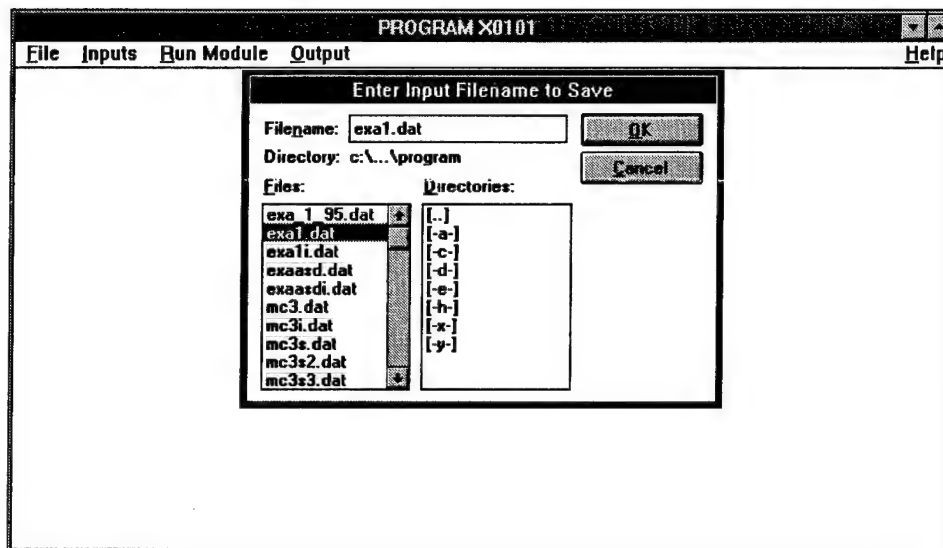 PROGRAM X0101
File Inputs Run Module Output Help
Enter Input Filename to Save
Filename: exa1.dat OK
Directory: c:\...\program
Cancel
Files: Directories:
exa_1_95.dat [..]
exa1.dat [-a-]
exa1i.dat [-c-]
exaasd.dat [-d-]
exaasdi.dat [-e-]
mc3.dat [-h-]
mc3i.dat [-x-]
mc3s.dat [-y-]
mc3s2.dat
mc3s3.dat